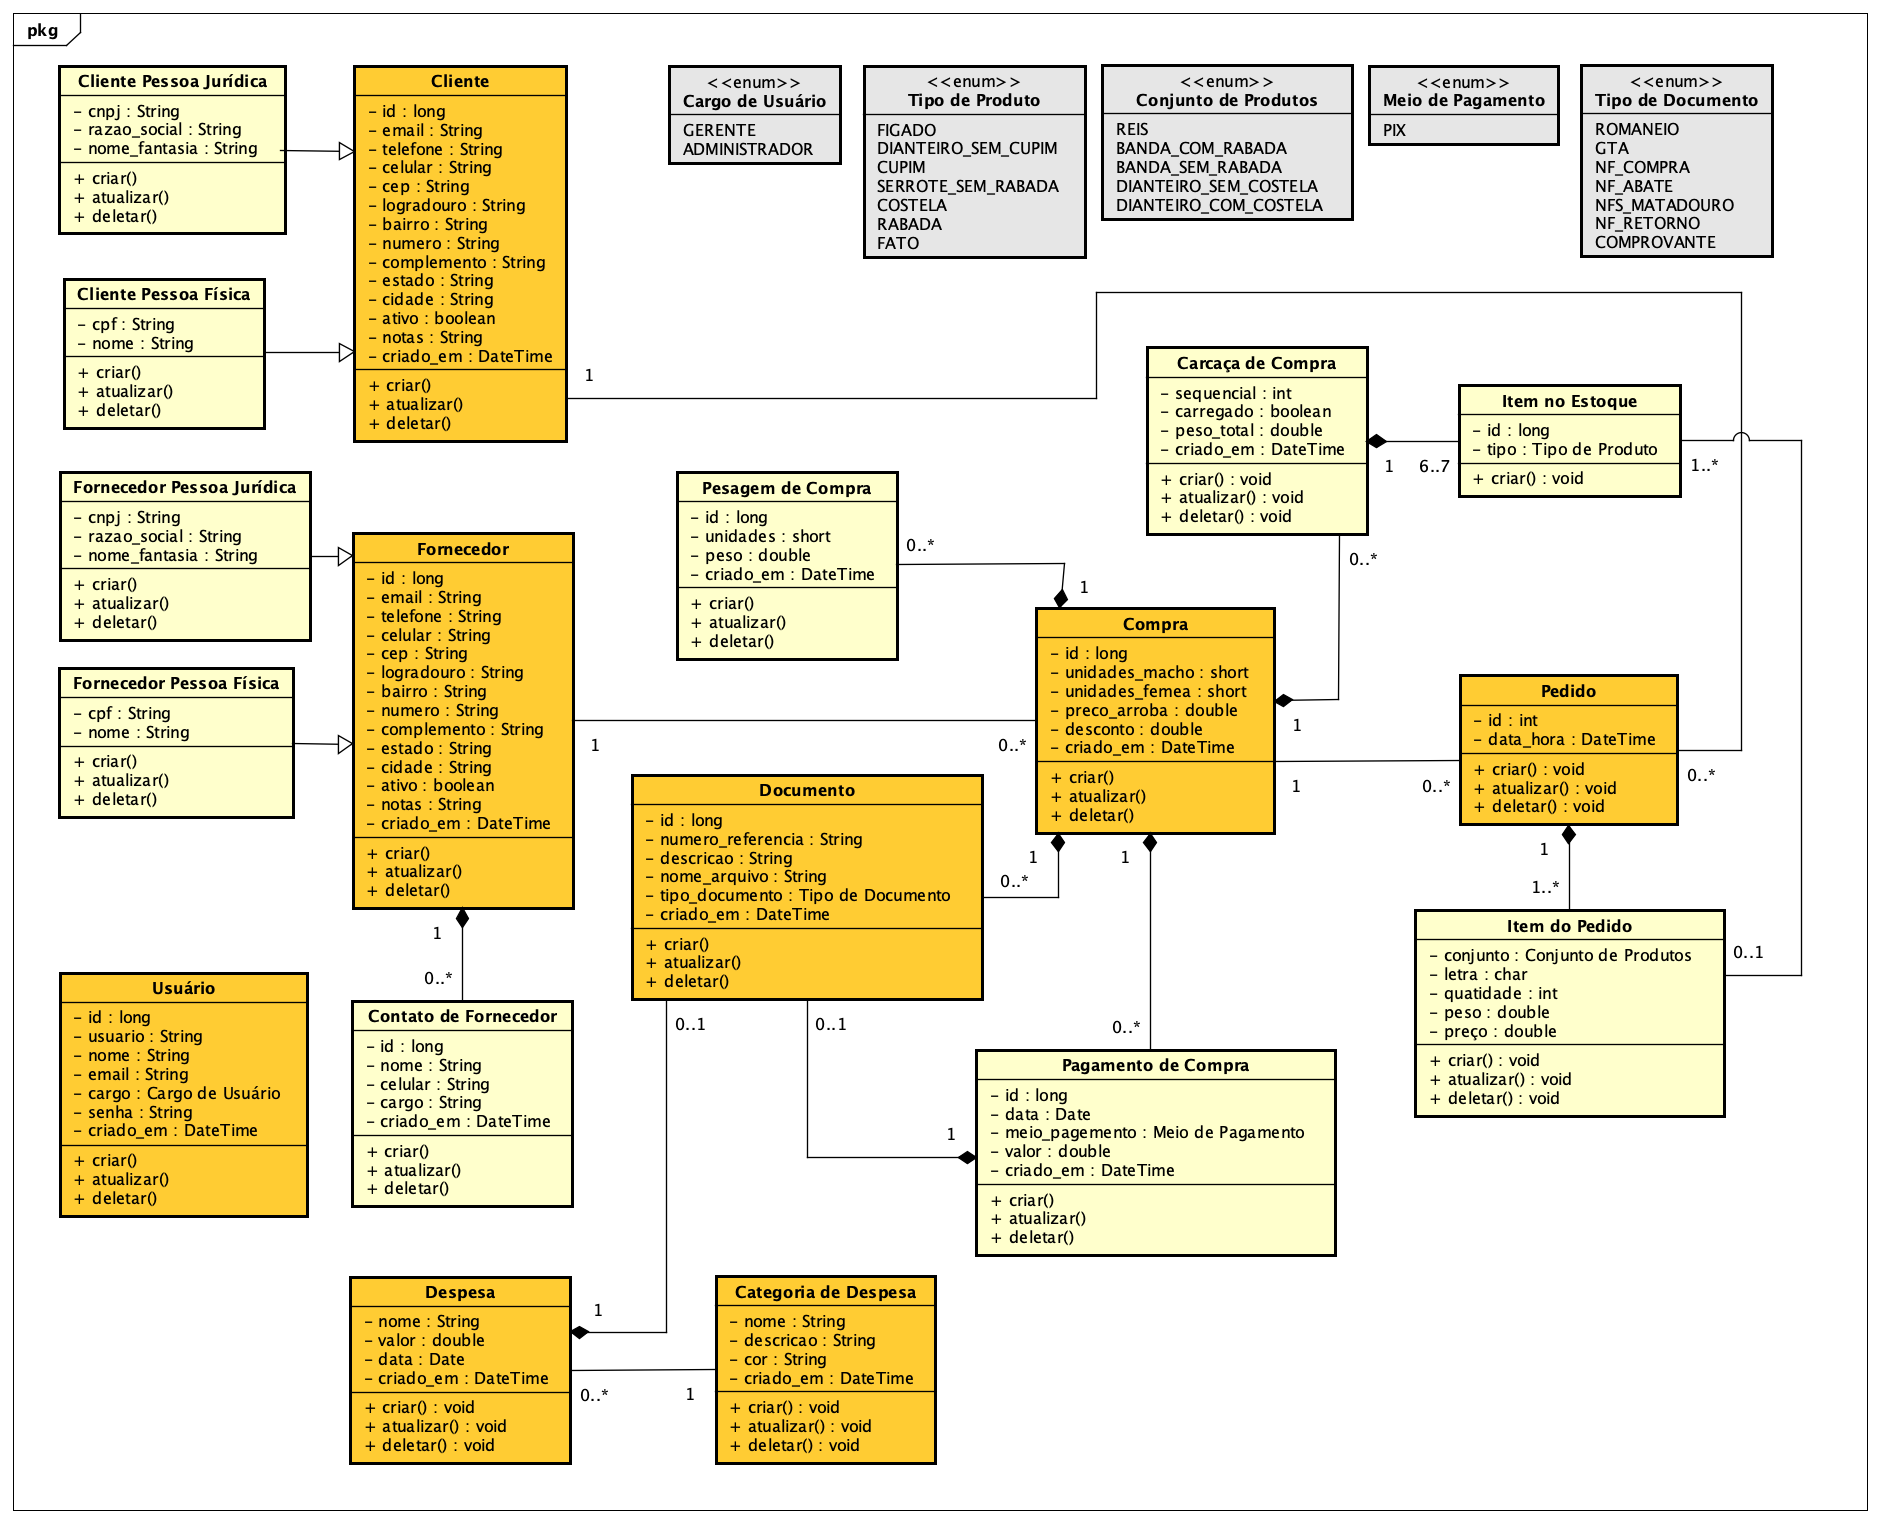 pkg
Cliente Pessoa Jurídica
- cnpj : String
- razao_social : String
- nome_fantasia : String
+ criar()
+ atualizar()
+ deletar()
Cliente
- id : long
- email : String
- telefone : String
- celular : String
- cep : String
- logradouro : String
- bairro : String
- numero : String
- complemento : String
- estado : String
- cidade : String
- ativo : boolean
- notas : String
- criado_em : DateTime
+ criar()
+ atualizar()
+ deletar()
<<enum>>
Cargo de Usuário
GERENTE
ADMINISTRADOR
<<enum>>
Tipo de Produto
FIGADO
DIANTEIRO_SEM_CUPIM
CUPIM
SERROTE_SEM_RABADA
COSTELA
RABADA
FATO
<<enum>>
Conjunto de Produtos
REIS
BANDA_COM_RABADA
BANDA_SEM_RABADA
DIANTEIRO_SEM_COSTELA
DIANTEIRO_COM_COSTELA
<<enum>>
Meio de Pagamento
PIX
<<enum>>
Tipo de Documento
ROMANEIO
GTA
NF_COMPRA
NF_ABATE
NFS_MATADOURO
NF_RETORNO
COMPROVANTE
Cliente Pessoa Física
- cpf : String
- nome : String
+ criar()
+ atualizar()
+ deletar()
1
Carcaça de Compra
- sequencial : int
- carregado : boolean
- peso_total : double
- criado_em : DateTime
+ criar() : void
+ atualizar() : void
+ deletar() : void
1
6..7
Item no Estoque
- id : long
- tipo : Tipo de Produto
+ criar() : void
1..*
0..*
Fornecedor Pessoa Jurídica
- cnpj : String
- razao_social : String
- nome_fantasia : String
+ criar()
+ atualizar()
+ deletar()
Fornecedor
- id : long
- email : String
- telefone : String
- celular : String
- cep : String
- logradouro : String
- bairro : String
- numero : String
- complemento : String
- estado : String
- cidade : String
- ativo : boolean
- notas : String
- criado_em : DateTime
+ criar()
+ atualizar()
+ deletar()
Pesagem de Compra
- id : long
- unidades : short
- peso : double
- criado_em : DateTime
+ criar()
+ atualizar()
+ deletar()
0..*
1
Compra
- id : long
- unidades_macho : short
- unidades_femea : short
- preco_arroba : double
- desconto : double
- criado_em : DateTime
+ criar()
+ atualizar()
+ deletar()
1
1
0..*
Pedido
- id : int
- data_hora : DateTime
+ criar() : void
+ atualizar() : void
+ deletar() : void
0..*
Fornecedor Pessoa Física
- cpf : String
- nome : String
+ criar()
+ atualizar()
+ deletar()
1
0..*
Documento
- id : long
- numero_referencia : String
- descricao : String
- nome_arquivo : String
- tipo_documento : Tipo de Documento
- criado_em : DateTime
+ criar()
+ atualizar()
+ deletar()
1
0..*
1
0..*
1
1..*
Item do Pedido
- conjunto : Conjunto de Produtos
- letra : char
- quatidade : int
- peso : double
- preço : double
+ criar() : void
+ atualizar() : void
+ deletar() : void
0..1
1
0..*
Usuário
- id : long
- usuario : String
- nome : String
- email : String
- cargo : Cargo de Usuário
- senha : String
- criado_em : DateTime
+ criar()
+ atualizar()
+ deletar()
Contato de Fornecedor
- id : long
- nome : String
- celular : String
- cargo : String
- criado_em : DateTime
+ criar()
+ atualizar()
+ deletar()
0..1
0..1
Pagamento de Compra
- id : long
- data : Date
- meio_pagemento : Meio de Pagamento
- valor : double
- criado_em : DateTime
+ criar()
+ atualizar()
+ deletar()
1
Despesa
- nome : String
- valor : double
- data : Date
- criado_em : DateTime
+ criar() : void
+ atualizar() : void
+ deletar() : void
1
0..*
1
Categoria de Despesa
- nome : String
- descricao : String
- cor : String
- criado_em : DateTime
+ criar() : void
+ atualizar() : void
+ deletar() : void